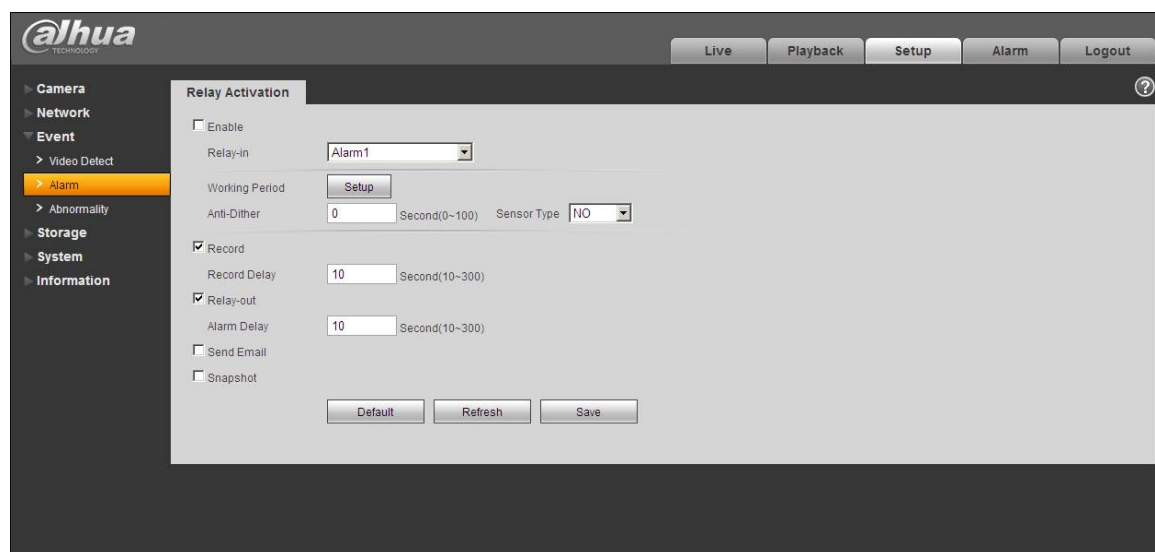 alhua
TECHNOLOGY
Live Playback Setup Alarm Logout
Camera
Network
Event
> Video Detect
> Alarm
> Abnormality
Storage
System
Information
Relay Activation
?
Enable
Relay-in Alarm1
Working Period Setup
Anti-Dither 0 Second(0~100) Sensor Type NO
Record
Record Delay 10 Second(10~300)
Relay-out
Alarm Delay 10 Second(10~300)
Send Email
Snapshot
Default Refresh Save